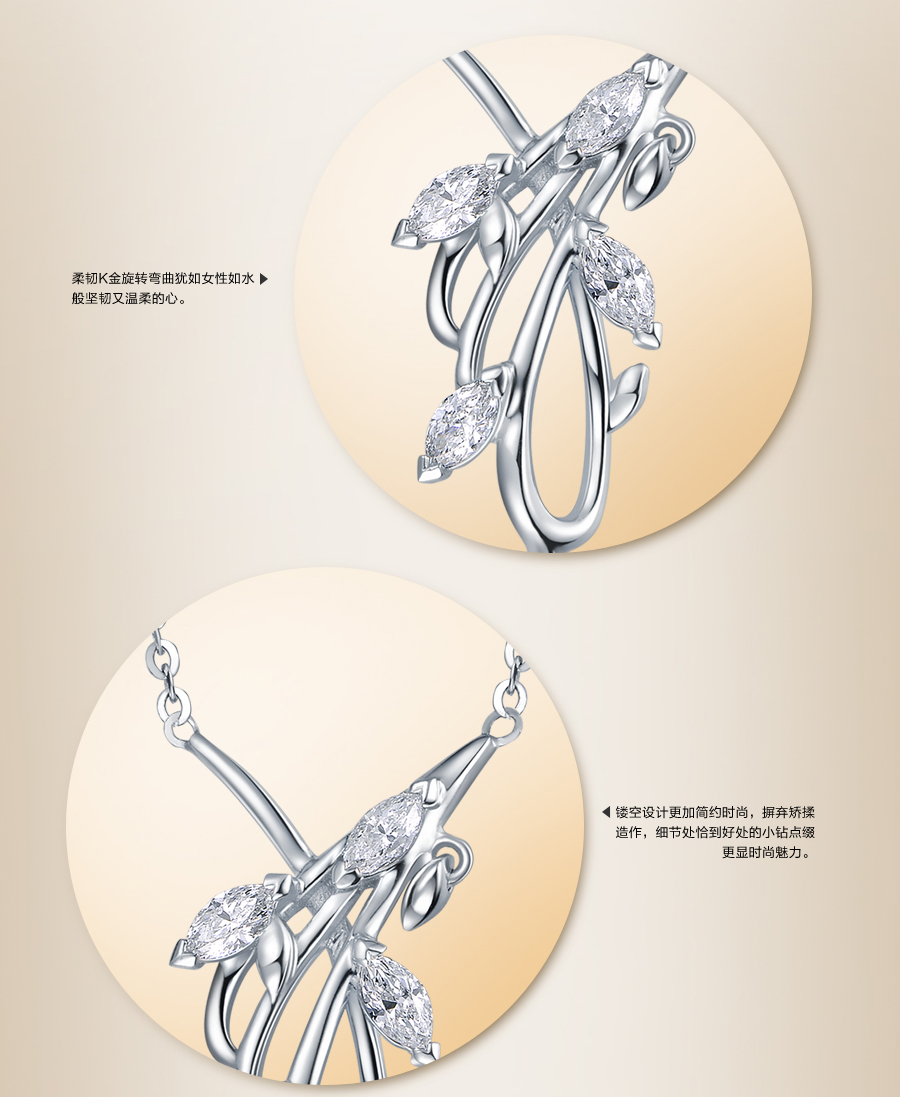 柔韧K金旋转弯曲犹如女性如水
般坚韧又温柔的心。
镂空设计更加简约时尚，摒弃矫揉
造作，细节处恰到好处的小钻点缀
更显时尚魅力。